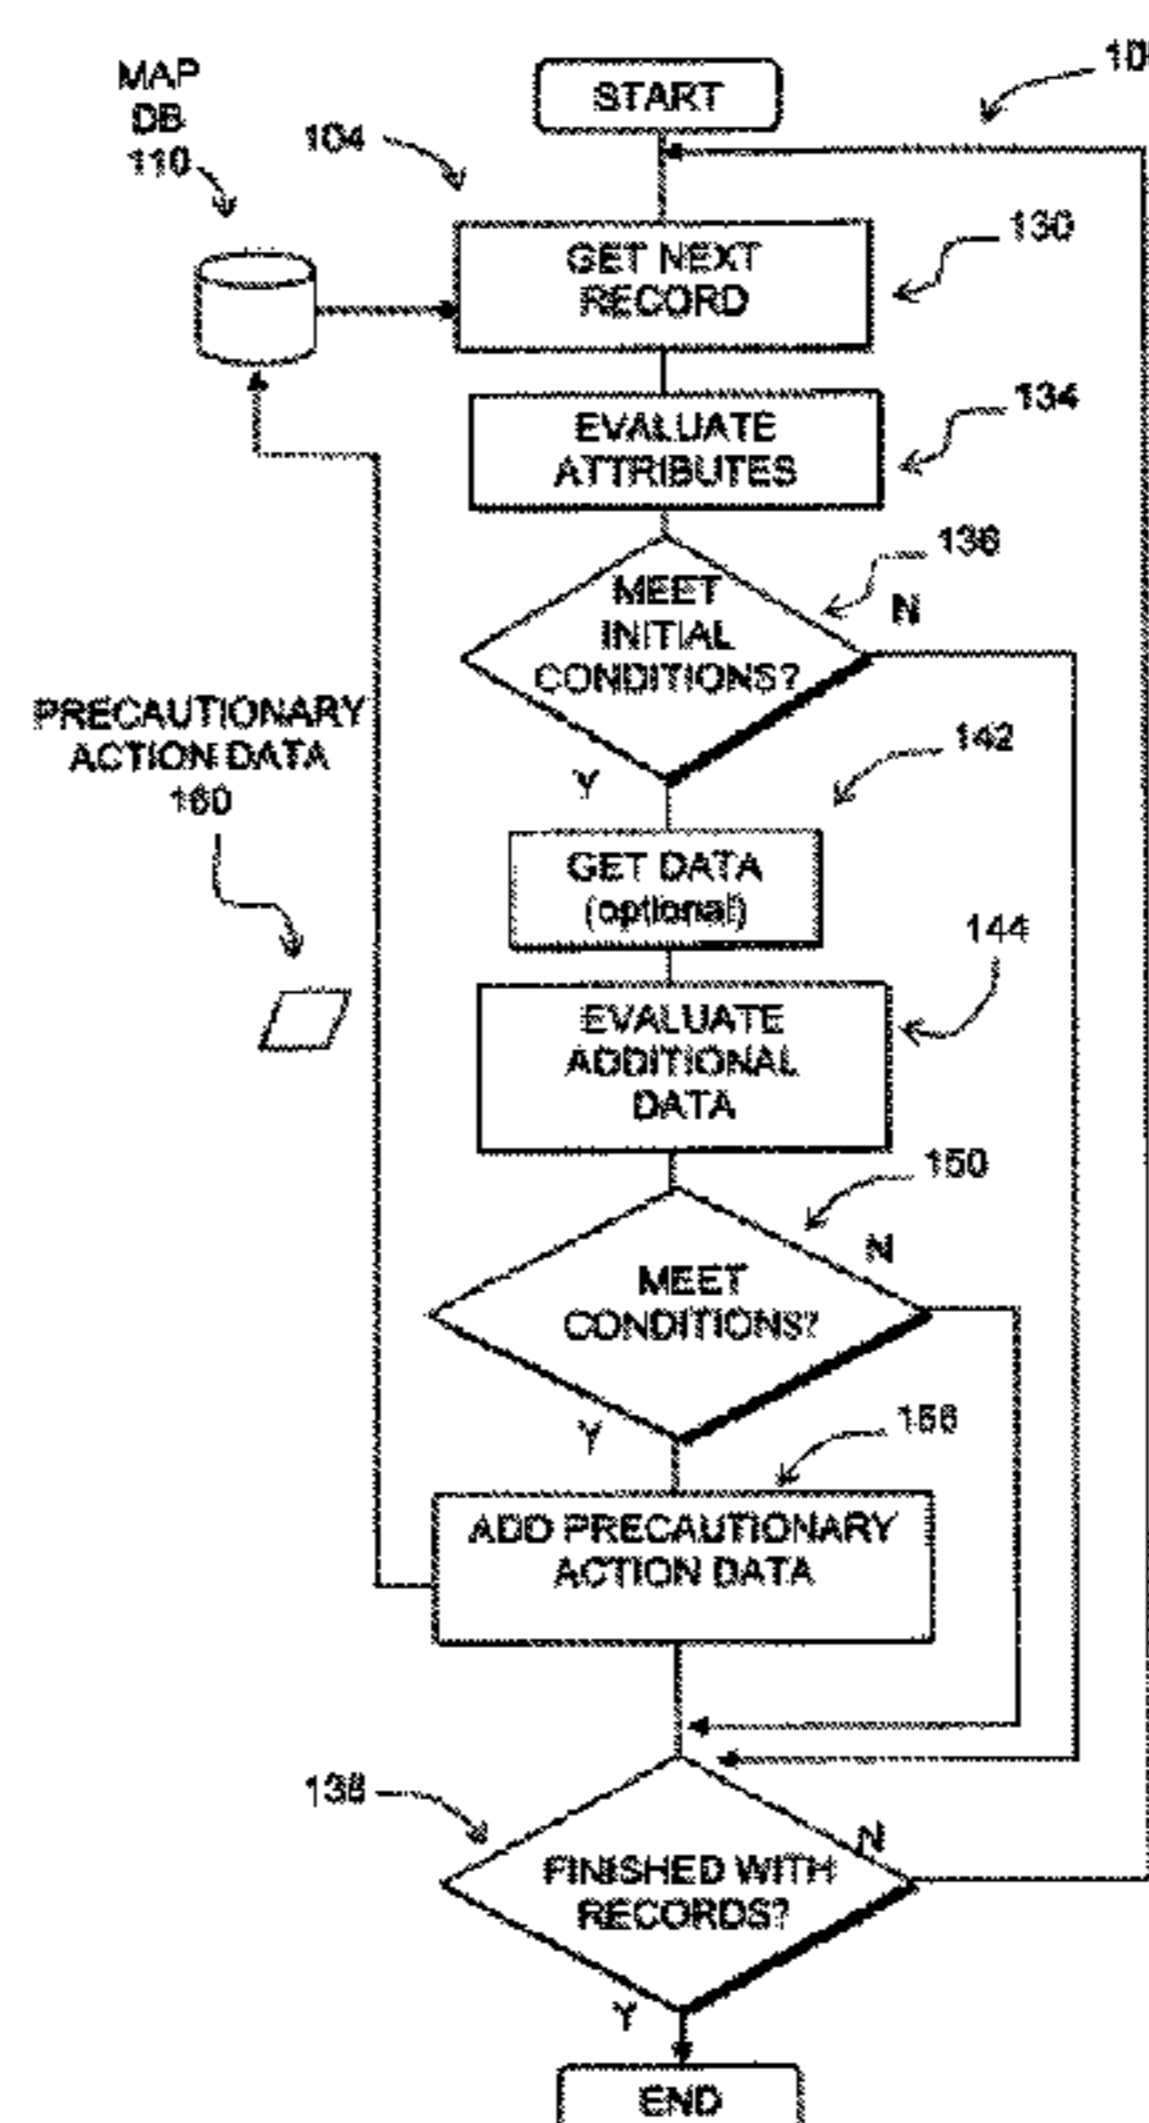 MAP
DB
110
START
104
GET NEXT
RECORD
130
EVALUATE
ATTRIBUTES
134
MEET
INITIAL
CONDITIONS?
136
N
Y
PRECAUTIONARY
ACTION DATA
160
142
GET DATA
(optional)
144
EVALUATE
ADDITIONAL
DATA
150
MEET
CONDITIONS?
N
Y
156
ADD PRECAUTIONARY
ACTION DATA
138
FINISHED WITH
RECORDS?
N
Y
END